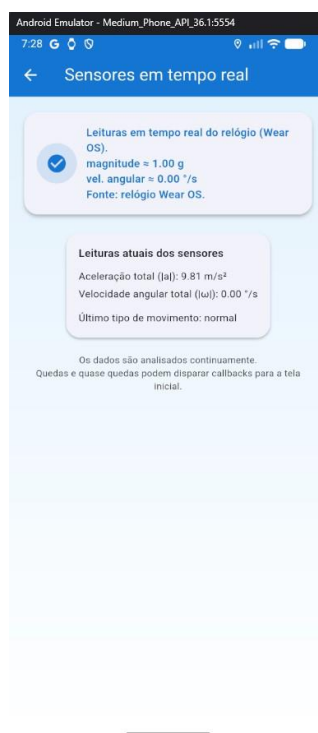 Android Emulator - Medium_Phone_API_36.1:5554
7:28 G
Sensores em tempo real
Leituras em tempo real do relógio (Wear
OS).
magnitude ≈ 1.00 g
vel. angular ≈ 0.00 °/s
Fonte: relógio Wear OS.
Leituras atuais dos sensores
Aceleração total (|a|): 9.81 m/s²
Velocidade angular total (|ω|): 0.00 °/s
Último tipo de movimento: normal
Os dados são analisados continuamente.
Quedas e quase quedas podem disparar callbacks para a tela
inicial.